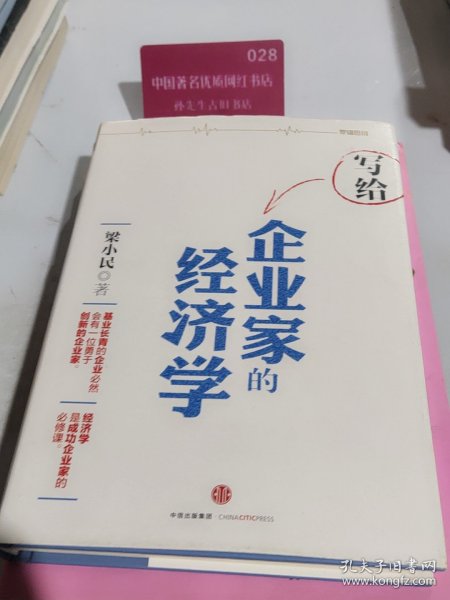 028
中国著名优质网红书店
孙先生古旧书店
写给
企业家的
经济学
梁小民 著
基业长青的企业必然
会有一位勇于
创新的企业家。
经济学
是成功企业家的
必修课。
中信出版集团·CHINACITICPRESS
孔夫子旧书网
www.kongfz.com